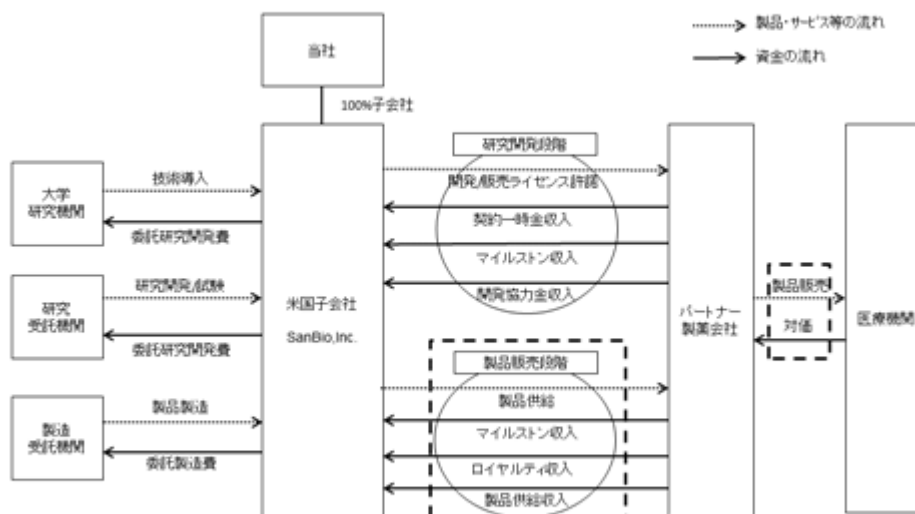 当社
製品・サービス等の流れ
資金の流れ
100%子会社
大学
研究機関
技術導入
委託研究開発費
研究
受託機関
研究開発/試験
委託研究開発費
製造
受託機関
製品製造
委託製造費
米国子会社
SanBio,Inc.
研究開発段階
開発/販売ライセンス許諾
契約一時金収入
マイルストン収入
開発協力金収入
製品販売段階
製品供給
マイルストン収入
ロイヤルティ収入
製品供給収入
パートナー
製薬会社
製品販売
対価
医療機関